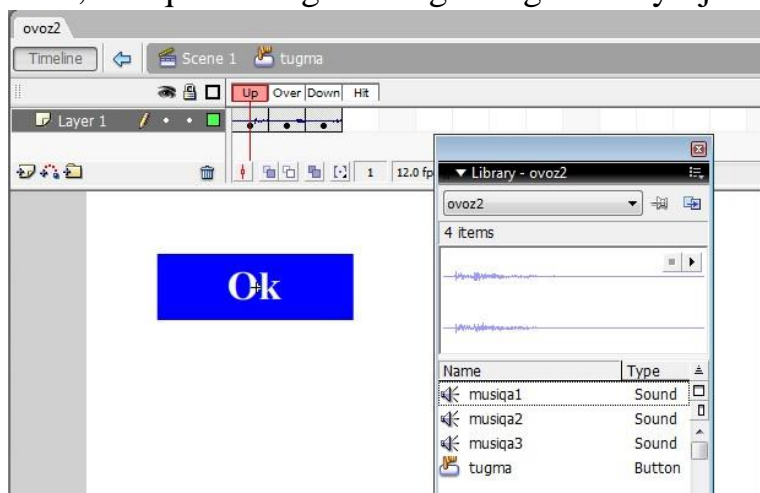 ovoz2
Timeline Scene 1 tugma
Up Over Down Hit
Layer 1
1 12.0 fp
Library - ovoz2
ovoz2
4 items
Ok
Name Type
musiqa1 Sound
musiqa2 Sound
musiqa3 Sound
tugma Button